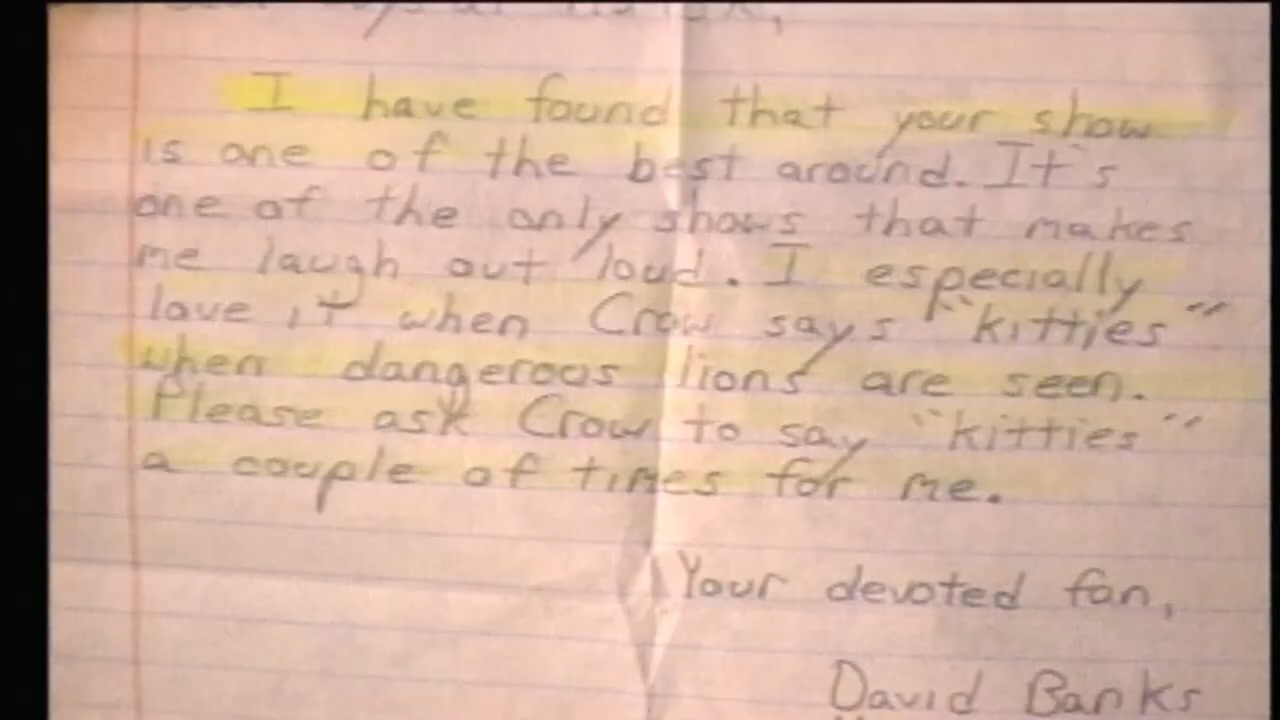 I have found that your show
is one of the best around. It's
one of the only shows that makes
me laugh out loud. I especially
love it when Crow says "kitties"
when dangerous lions are seen.
Please ask Crow to say "kitties"
a couple of times for me.
Your devoted fan,
David Banks